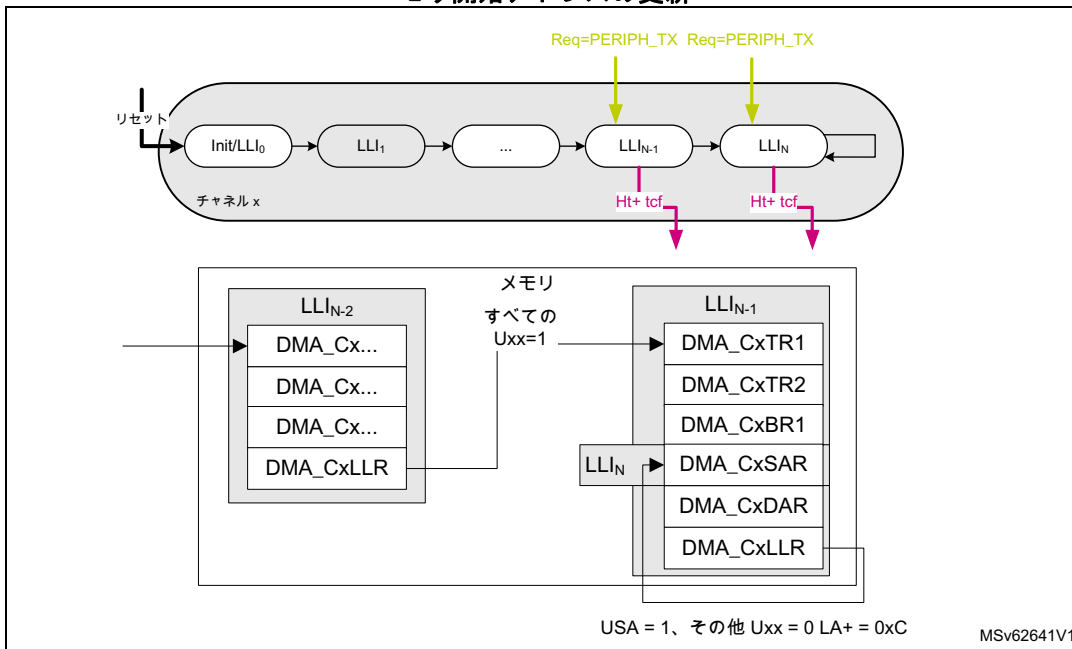 Req=PERIPH_TX Req=PERIPH_TX
リセット
Init/LLI0
LLI1
...
LLIN-1
LLIN
チャネル x
Ht+ tcf
Ht+ tcf
メモリ
LLIN-2
すべての
Uxx=1
LLIN-1
DMA_Cx...
DMA_Cx...
DMA_Cx...
DMA_CxLLR
DMA_CxTR1
DMA_CxTR2
DMA_CxBR1
LLIN
DMA_CxSAR
DMA_CxDAR
DMA_CxLLR
USA = 1、その他 Uxx = 0 LA+ = 0xC
MSv62641V1